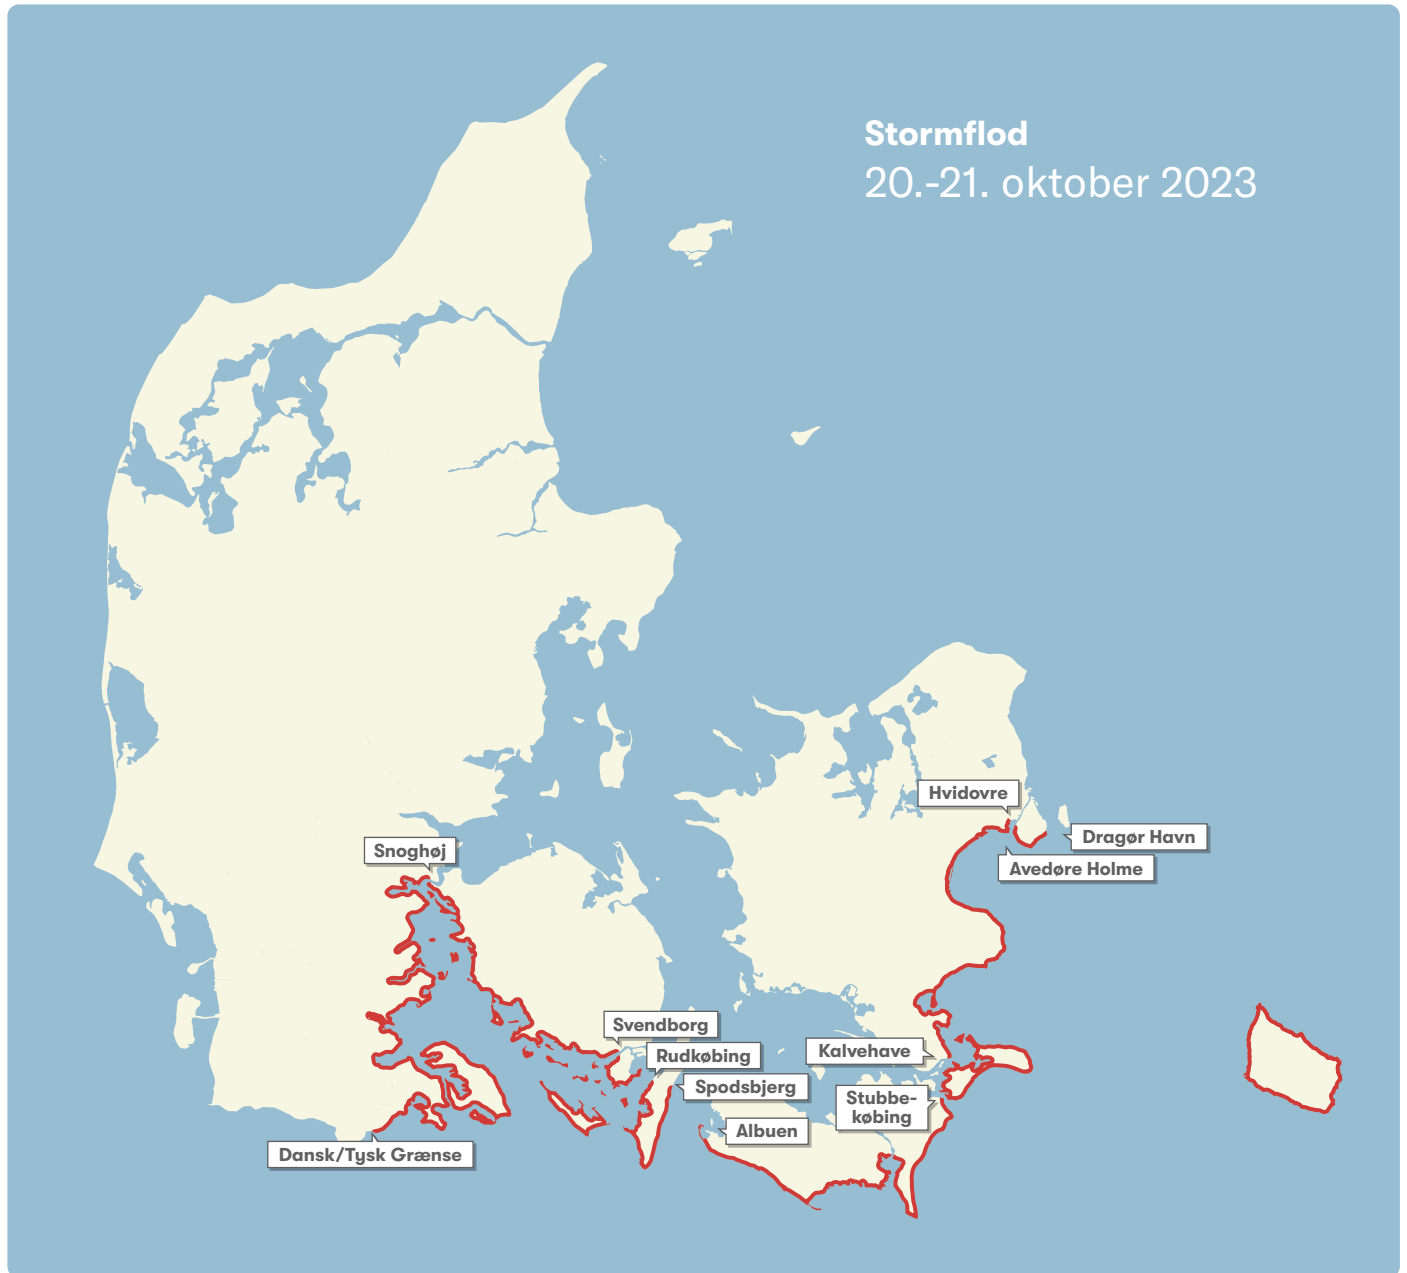 Stormflod
20.-21. oktober 2023
Hvidovre
Dragør Havn
Snoghøj
Avedøre Holme
Svendborg
Rudkøbing
Kalvehave
Spodsbjerg
Stubbe-
købing
Albuen
Dansk/Tysk Grænse